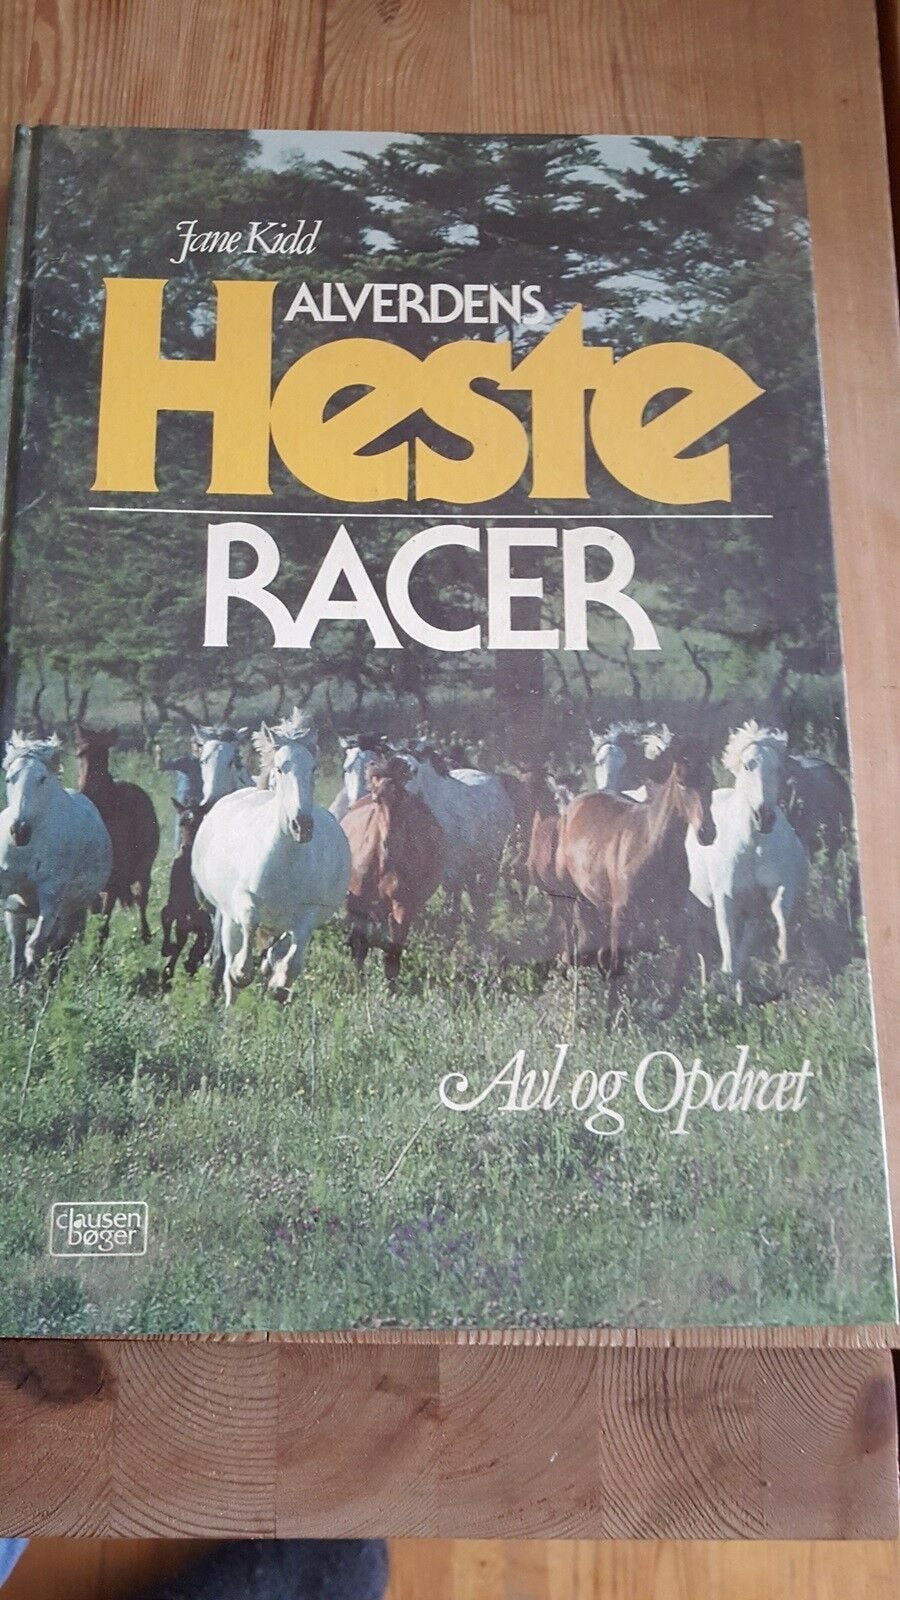 Jane Kidd
ALVERDENS
Heste
RACER
Avl og Opdræt
clausen
bøger